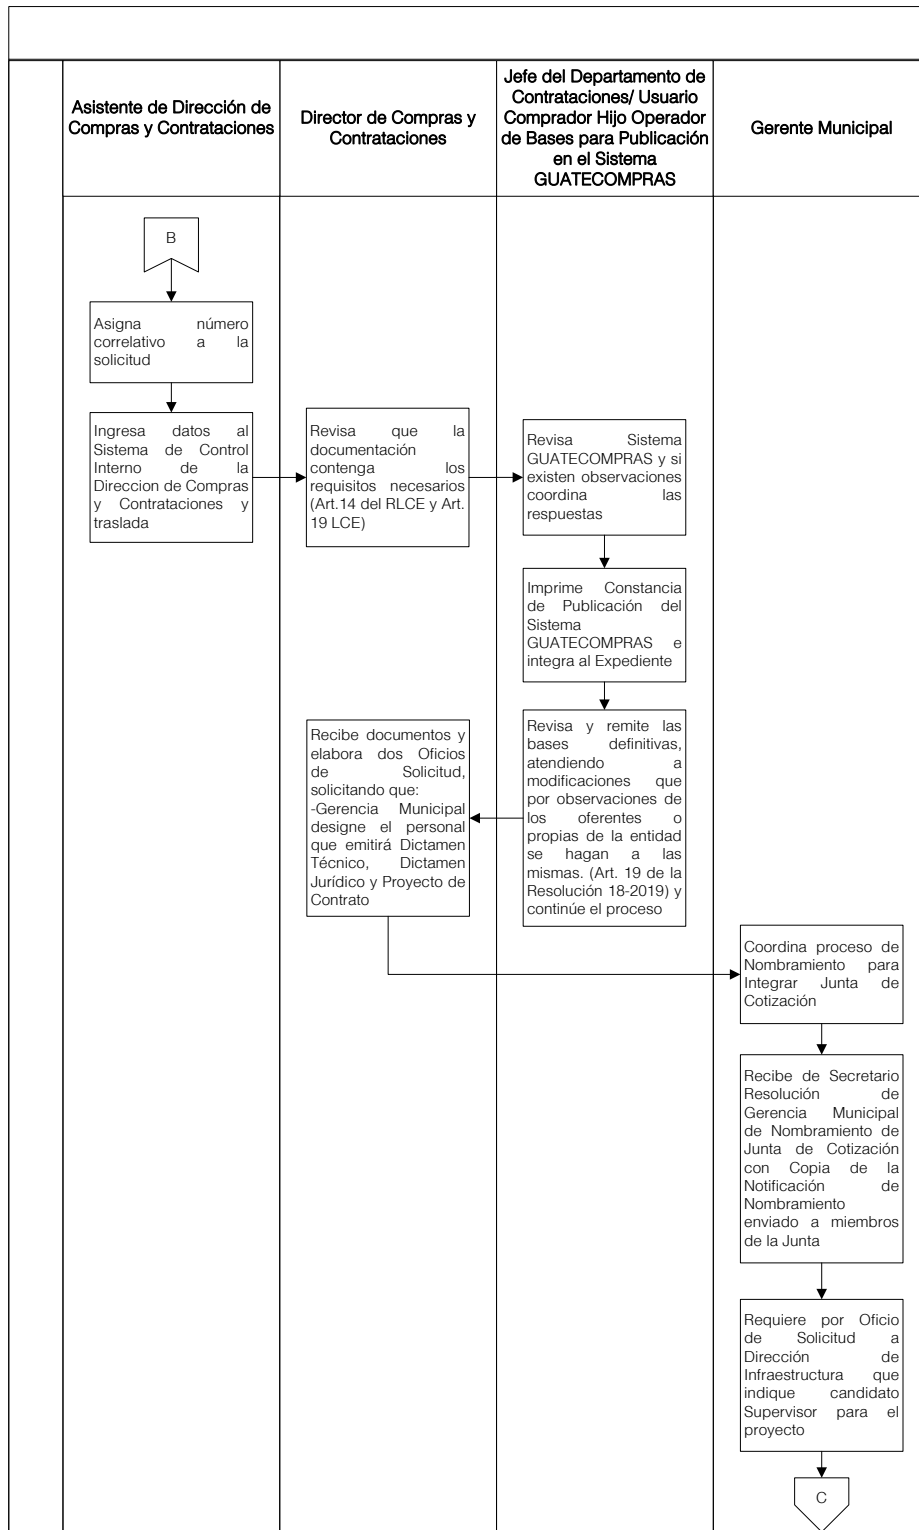 Asistente de Dirección de
Compras y Contrataciones
Director de Compras y
Contrataciones
Jefe del Departamento de
Contrataciones/ Usuario
Comprador Hijo Operador
de Bases para Publicación
en el Sistema
GUATECOMPRAS
Gerente Municipal
B
Asigna número
correlativo a la
solicitud
Ingresa datos al
Sistema de Control
Interno de la
Direccion de Compras
y Contrataciones y
traslada
Revisa que la
documentación
contenga los
requisitos necesarios
(Art.14 del RLCE y Art.
19 LCE)
Revisa Sistema
GUATECOMPRAS y si
existen observaciones
coordina las
respuestas
Imprime Constancia
de Publicación del
Sistema
GUATECOMPRAS e
integra al Expediente
Revisa y remite las
bases definitivas,
atendiendo a
modificaciones que
por observaciones de
los oferentes o
propias de la entidad
se hagan a las
mismas. (Art. 19 de la
Resolución 18-2019) y
continúe el proceso
Recibe documentos y
elabora dos Oficios
de Solicitud,
solicitando que:
-Gerencia Municipal
designe el personal
que emitirá Dictamen
Técnico, Dictamen
Jurídico y Proyecto de
Contrato
Coordina proceso de
Nombramiento para
Integrar Junta de
Cotización
Recibe de Secretario
Resolución de
Gerencia Municipal
de Nombramiento de
Junta de Cotización
con Copia de la
Notificación de
Nombramiento
enviado a miembros
de la Junta
Requiere por Oficio
de Solicitud a
Dirección de
Infraestructura que
indique candidato
Supervisor para el
proyecto
C